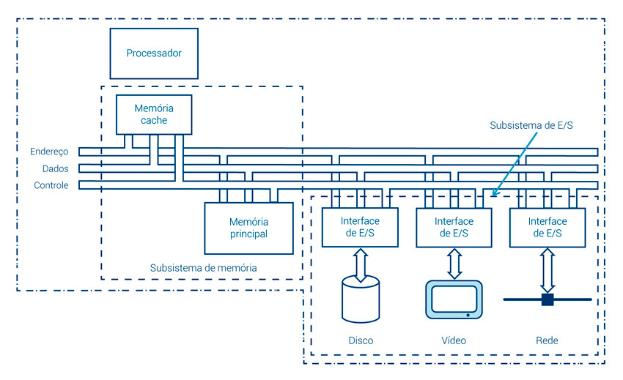 Processador
Memória
cache
Subsistema de E/S
Endereço
Dados
Controle
Memória
principal
Interface
de E/S
Interface
de E/S
Interface
de E/S
Subsistema de memória
Disco
Vídeo
Rede